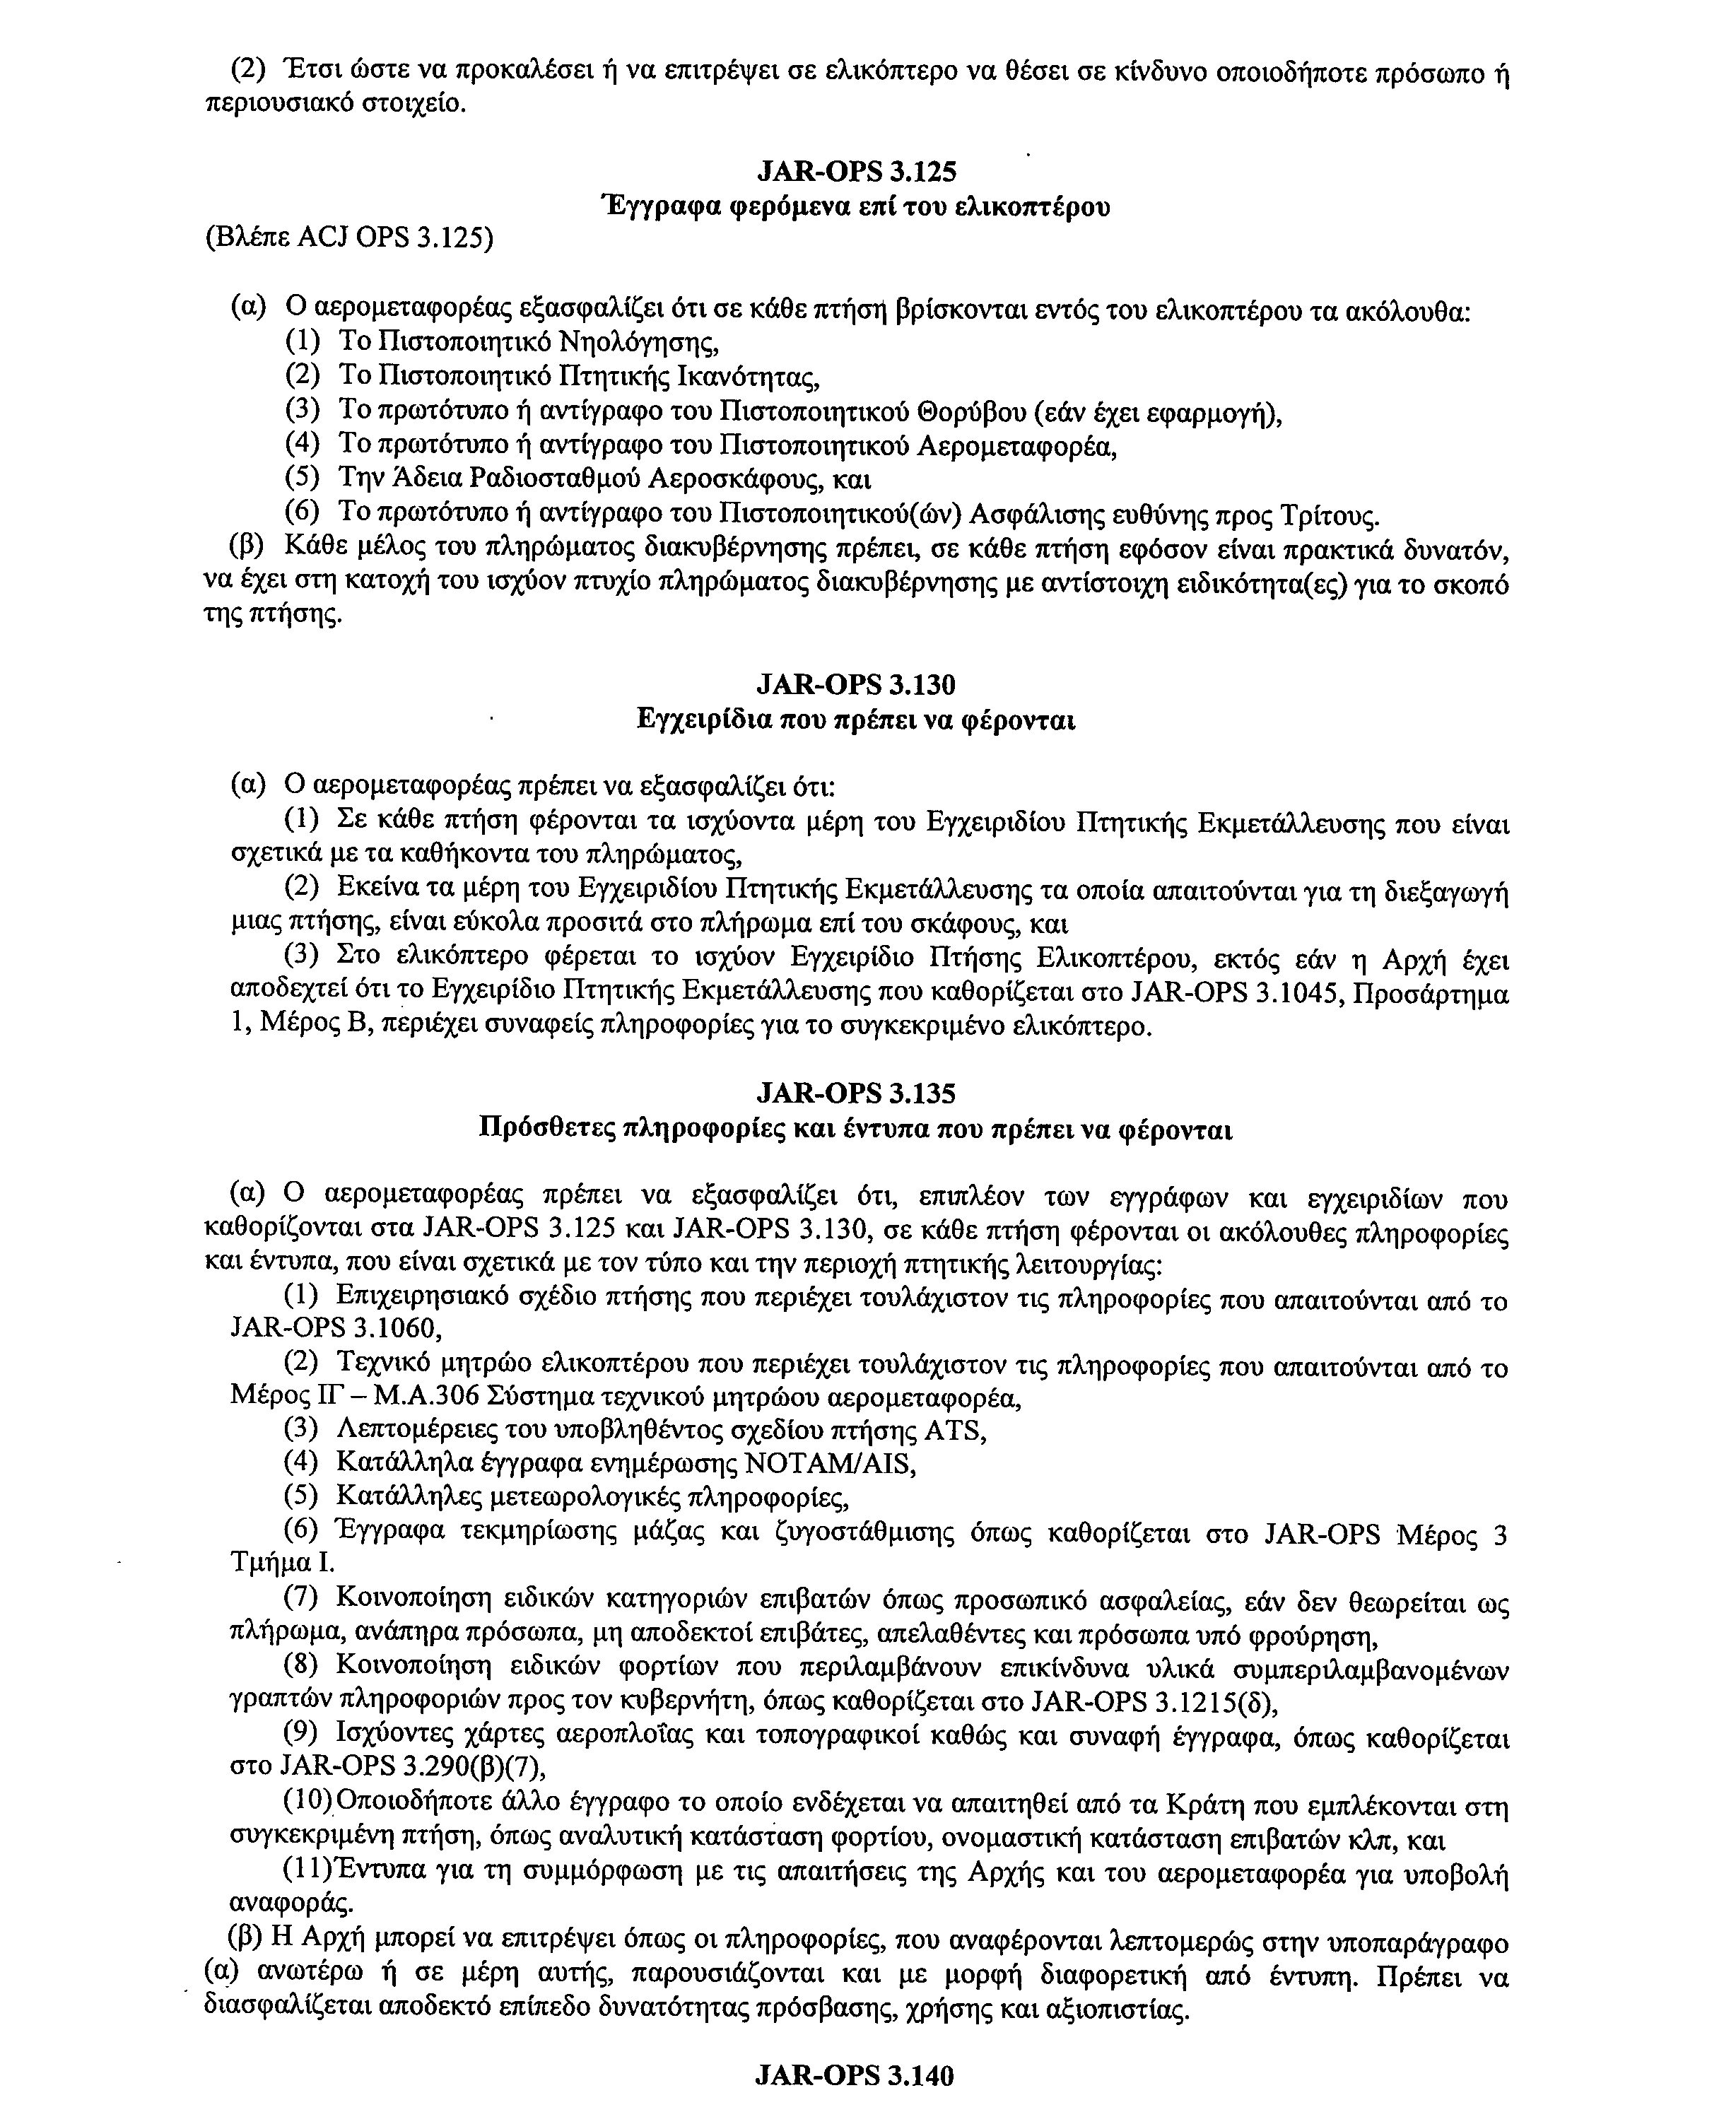 (2) Έτσι ώστε να προκαλέσει ή να επιτρέψει σε ελικόπτερο να θέσει σε κίνδυνο οποιοδήποτε πρόσωπο ή
περιουσιακό στοιχείο.
JAR-OPS 3.125
Έγγραφα φερόμενα επί του ελικοπτέρου
(Βλέπε ACJ OPS 3.125)
(α) Ο αερομεταφορέας εξασφαλίζει ότι σε κάθε πτήση βρίσκονται εντός του ελικοπτέρου τα ακόλουθα:
(1) Το Πιστοποιητικό Νηολόγησης,
(2) Το Πιστοποιητικό Πτητικής Ικανότητας,
(3) Το πρωτότυπο ή αντίγραφο του Πιστοποιητικού Θορύβου (εάν έχει εφαρμογή),
(4) Το πρωτότυπο ή αντίγραφο του Πιστοποιητικού Αερομεταφορέα,
(5) Την Άδεια Ραδιοσταθμού Αεροσκάφους, και
(6) Το πρωτότυπο ή αντίγραφο του Πιστοποιητικού(ών) Ασφάλισης ευθύνης προς Τρίτους.
(β) Κάθε μέλος του πληρώματος διακυβέρνησης πρέπει, σε κάθε πτήση εφόσον είναι πρακτικά δυνατόν,
να έχει στη κατοχή του ισχύον πτυχίο πληρώματος διακυβέρνησης με αντίστοιχη ειδικότητα(ες) για το σκοπό
της πτήσης.
JAR-OPS 3.130
Εγχειρίδια που πρέπει να φέρονται
(α) Ο αερομεταφορέας πρέπει να εξασφαλίζει ότι:
(1) Σε κάθε πτήση φέρονται τα ισχύοντα μέρη του Εγχειριδίου Πτητικής Εκμετάλλευσης που είναι
σχετικά με τα καθήκοντα του πληρώματος,
(2) Εκείνα τα μέρη του Εγχειριδίου Πτητικής Εκμετάλλευσης τα οποία απαιτούνται για τη διεξαγωγή
μιας πτήσης, είναι εύκολα προσιτά στο πλήρωμα επί του σκάφους, και
(3) Στο ελικόπτερο φέρεται το ισχύον Εγχειρίδιο Πτήσης Ελικοπτέρου, εκτός εάν η Αρχή έχει
αποδεχτεί ότι το Εγχειρίδιο Πτητικής Εκμετάλλευσης που καθορίζεται στο JAR-OPS 3.1045, Προσάρτημα
1, Μέρος Β, περιέχει συναφείς πληροφορίες για το συγκεκριμένο ελικόπτερο.
JAR-OPS 3.135
Πρόσθετες πληροφορίες και έντυπα που πρέπει να φέρονται
(α) Ο αερομεταφορέας πρέπει να εξασφαλίζει ότι, επιπλέον των εγγράφων και εγχειριδίων που
καθορίζονται στα JAR-OPS 3.125 και JAR-OPS 3.130, σε κάθε πτήση φέρονται οι ακόλουθες πληροφορίες
και έντυπα, που είναι σχετικά με τον τύπο και την περιοχή πτητικής λειτουργίας:
(1) Επιχειρησιακό σχέδιο πτήσης που περιέχει τουλάχιστον τις πληροφορίες που απαιτούνται από το
JAR-OPS 3.1060,
(2) Τεχνικό μητρώο ελικοπτέρου που περιέχει τουλάχιστον τις πληροφορίες που απαιτούνται από το
Μέρος ΙΓ – Μ.Α.306 Σύστημα τεχνικού μητρώου αερομεταφορέα,
(3) Λεπτομέρειες του υποβληθέντος σχεδίου πτήσης ATS,
(4) Κατάλληλα έγγραφα ενημέρωσης NOTAM/AIS,
(5) Κατάλληλες μετεωρολογικές πληροφορίες,
(6) Έγγραφα τεκμηρίωσης μάζας και ζυγοστάθμισης όπως καθορίζεται στο JAR-OPS Μέρος 3
Τμήμα Ι.
(7) Κοινοποίηση ειδικών κατηγοριών επιβατών όπως προσωπικό ασφαλείας, εάν δεν θεωρείται ως
πλήρωμα, ανάπηρα πρόσωπα, μη αποδεκτοί επιβάτες, απελαθέντες και πρόσωπα υπό φρούρηση,
(8) Κοινοποίηση ειδικών φορτίων που περιλαμβάνουν επικίνδυνα υλικά συμπεριλαμβανομένων
γραπτών πληροφοριών προς τον κυβερνήτη, όπως καθορίζεται στο JAR-OPS 3.1215(δ),
(9) Ισχύοντες χάρτες αεροπλοΐας και τοπογραφικοί καθώς και συναφή έγγραφα, όπως καθορίζεται
στο JAR-OPS 3.290(β)(7),
(10) Οποιοδήποτε άλλο έγγραφο το οποίο ενδέχεται να απαιτηθεί από τα Κράτη που εμπλέκονται στη
συγκεκριμένη πτήση, όπως αναλυτική κατάσταση φορτίου, ονομαστική κατάσταση επιβατών κλπ, και
(11) Έντυπα για τη συμμόρφωση με τις απαιτήσεις της Αρχής και του αερομεταφορέα για υποβολή
αναφοράς.
(β) Η Αρχή μπορεί να επιτρέψει όπως οι πληροφορίες, που αναφέρονται λεπτομερώς στην υποπαράγραφο
(α) ανωτέρω ή σε μέρη αυτής, παρουσιάζονται και με μορφή διαφορετική από έντυπη. Πρέπει να
διασφαλίζεται αποδεκτό επίπεδο δυνατότητας πρόσβασης, χρήσης και αξιοπιστίας.
JAR-OPS 3.140